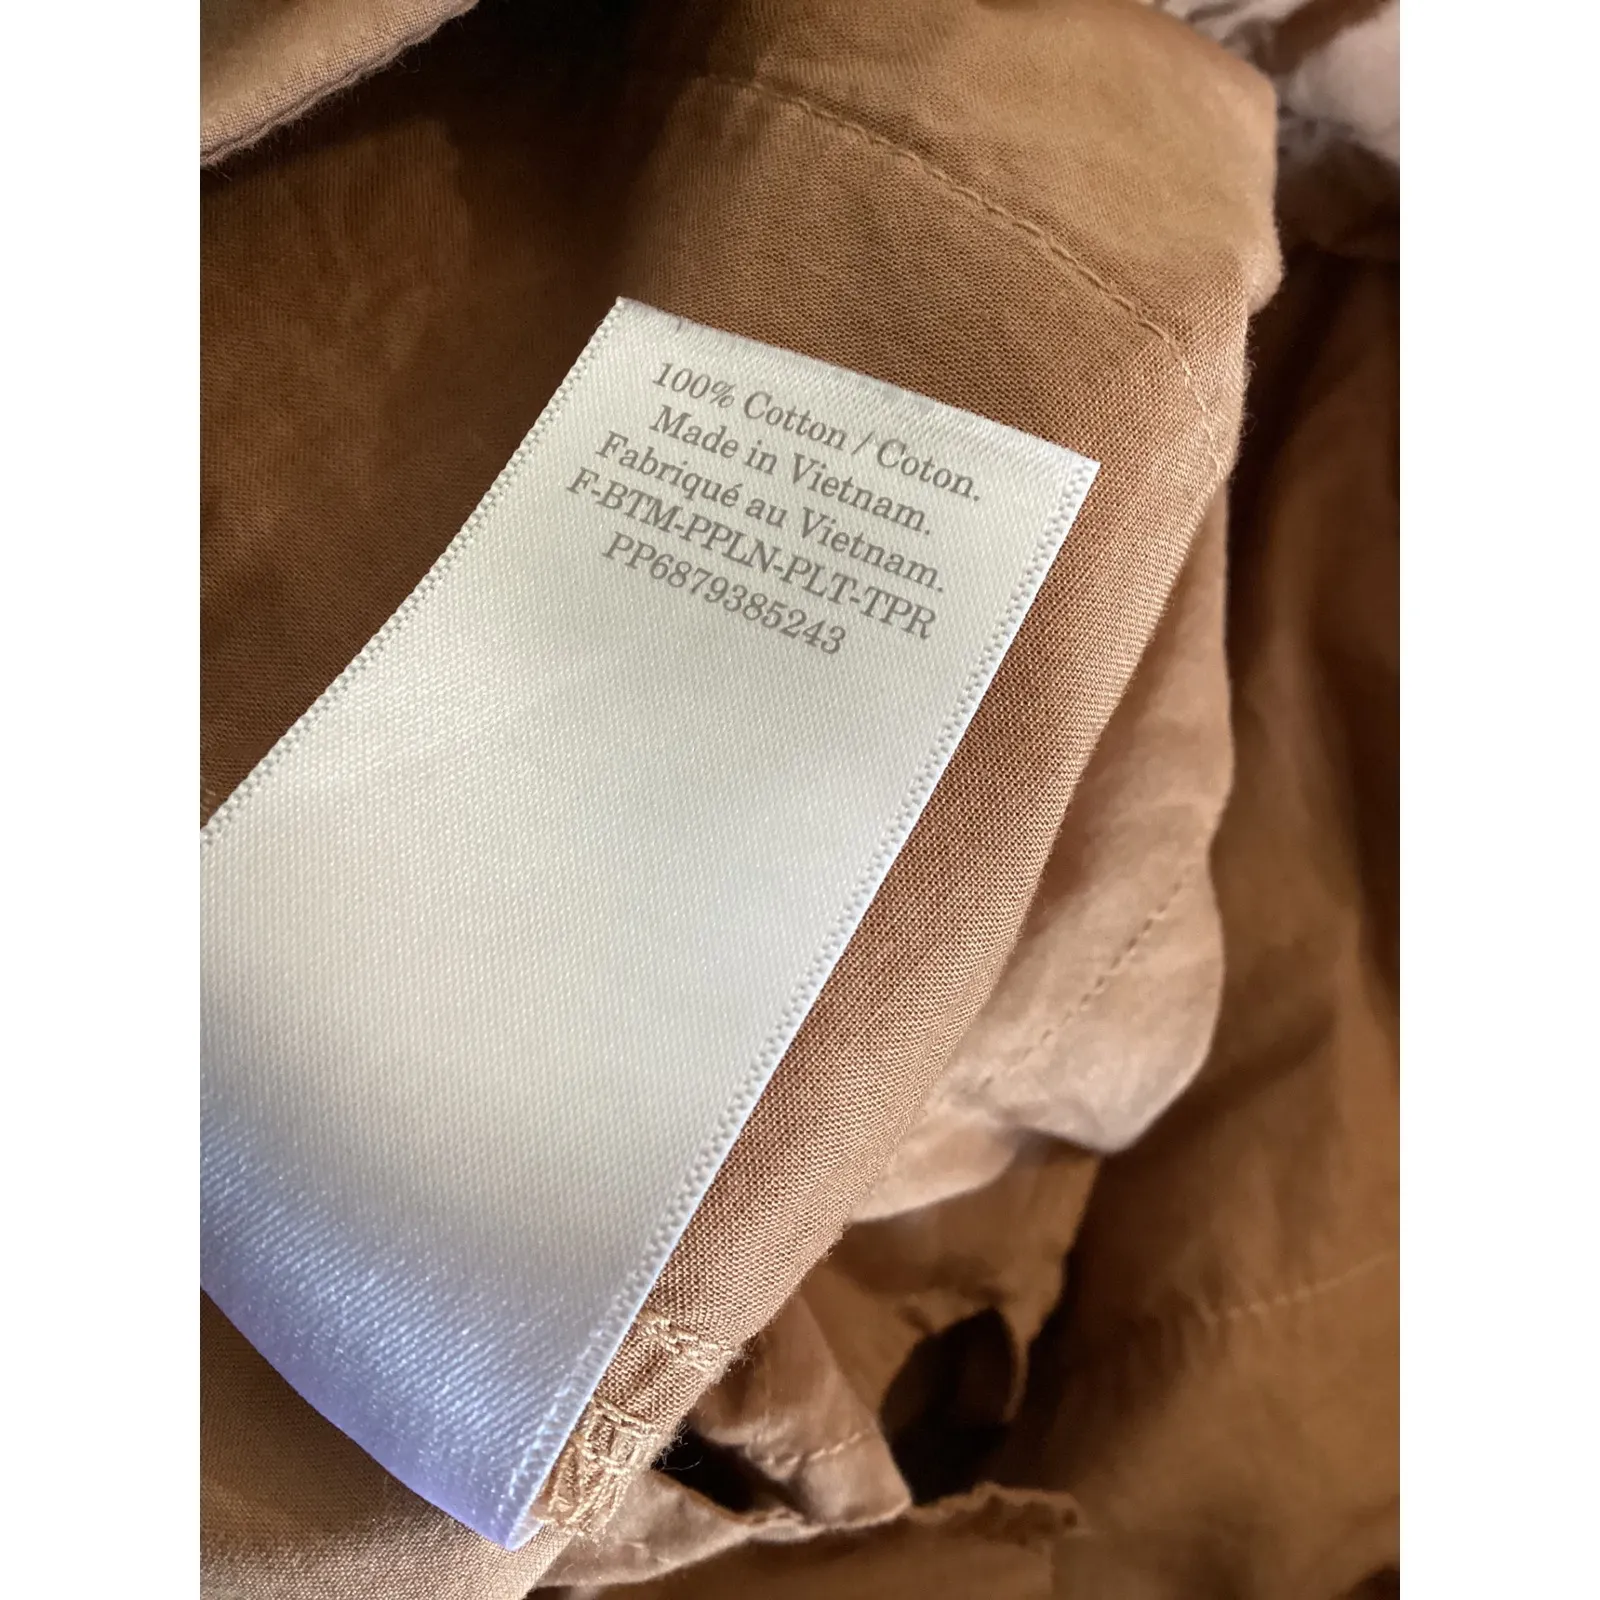 100% Cotton / Coton.
Made in Vietnam.
Fabriqué au Vietnam.
F-BTM-PPLN-PLT-TPR
PP6879385243